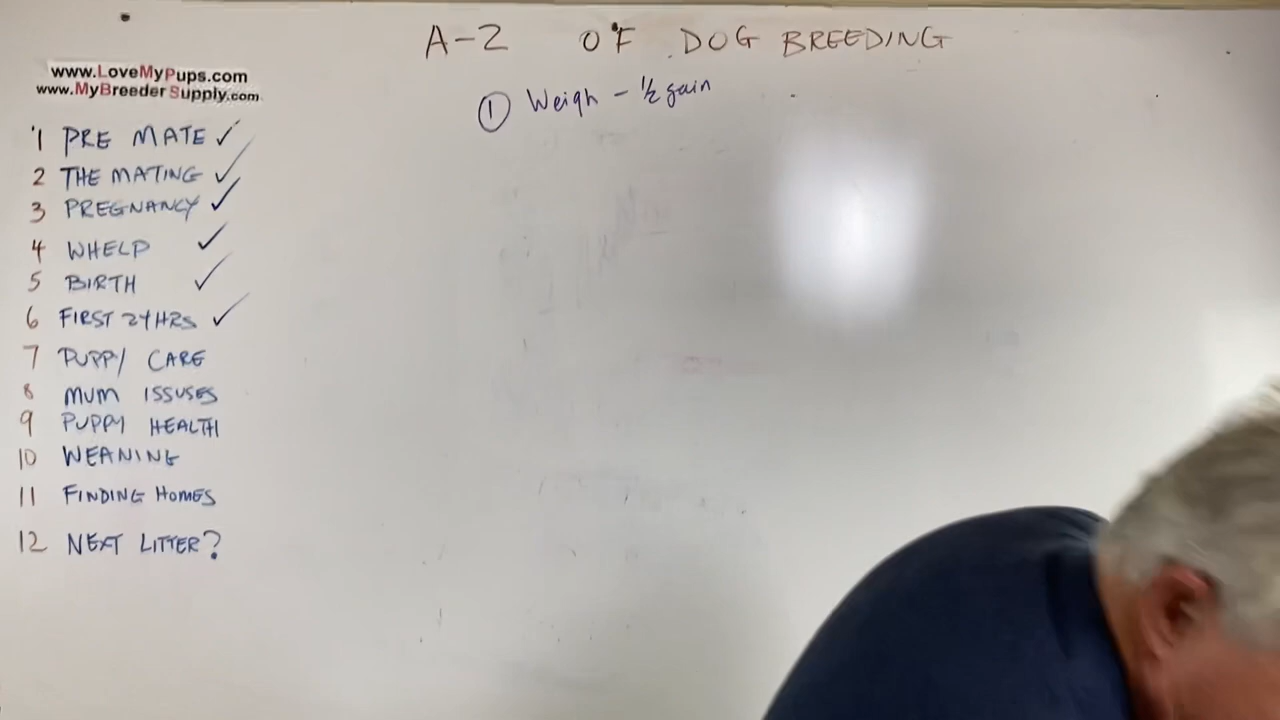 A-Z OF DOG BREEDING
www.LoveMyPups.com
www.MyBreederSupply.com
1 PRE MATE ✓
2 THE MATING ✓
3 PREGNANCY ✓
4 WHELP ✓
5 BIRTH ✓
6 FIRST 24HRS ✓
7 PUPPY CARE
8 MUM ISSUSES
9 PUPPY HEALTH
10 WEANING
11 FINDING HOMES
12 NEXT LITTER?
① Weigh - ½ gain